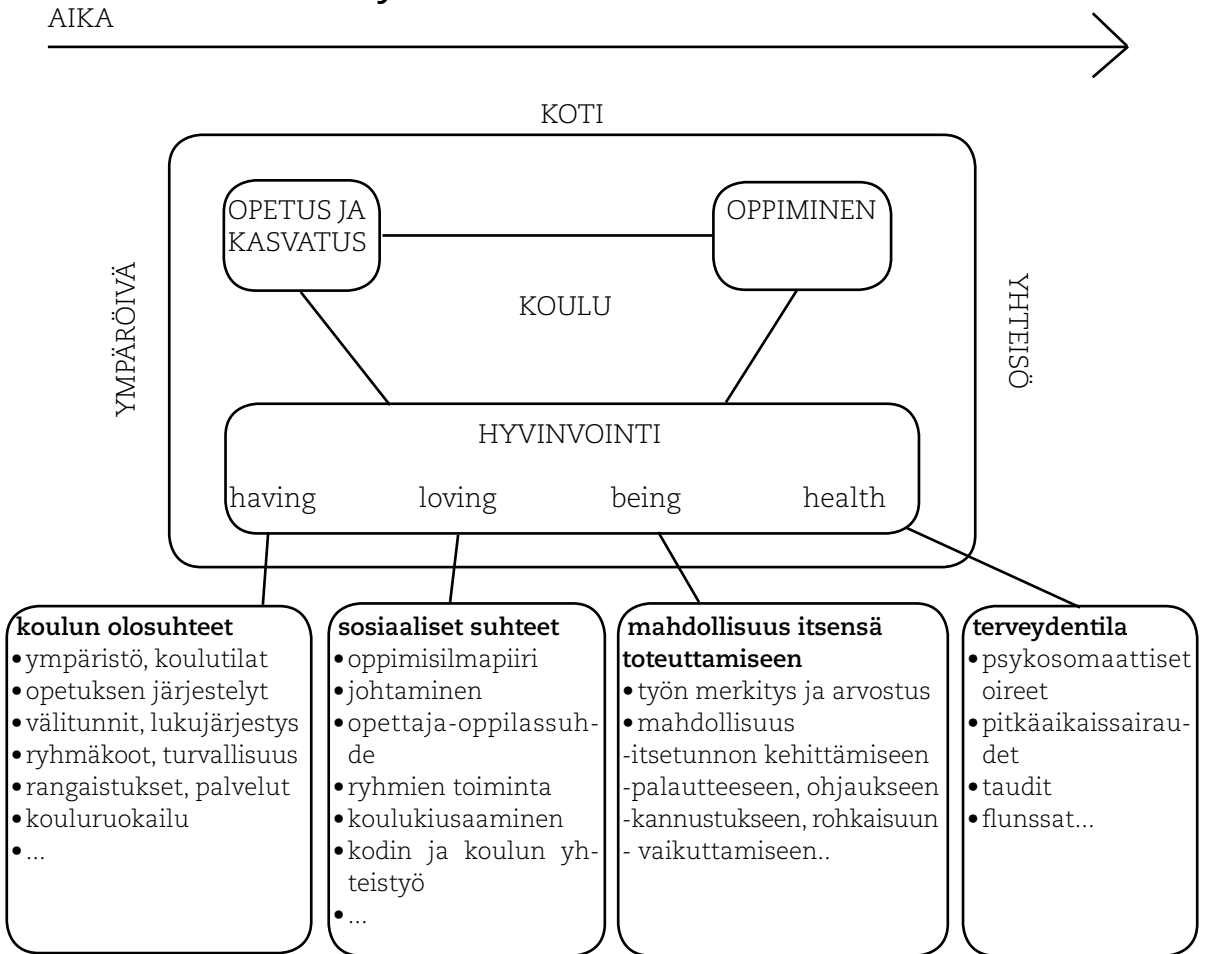 AIKA
KOTI
OPETUS JA
KASVATUS
OPPIMINEN
YMPÄRÖIVÄ
KOULU
YHTEISÖ
HYVINVOINTI
having loving being health
koulun olosuhteet
•ympäristö, koulutilat
•opetuksen järjestelyt
•välitunnit, lukujärjestys
•ryhmäkoot, turvallisuus
•rangaistukset, palvelut
•kouluruokailu
•...
sosiaaliset suhteet
•oppimisilmapiiri
•johtaminen
•opettaja-oppilassuh-
de
•ryhmien toiminta
•koulukiusaaminen
•kodin ja koulun yh-
teistyö
•...
mahdollisuus itsensä
toteuttamiseen
•työn merkitys ja arvostus
•mahdollisuus
-itsetunnon kehittämiseen
-palautteeseen, ohjaukseen
-kannustukseen, rohkaisuun
- vaikuttamiseen..
terveydentila
•psykosomaattiset
oireet
•pitkäaikaissairau-
det
•taudit
•flunssat...